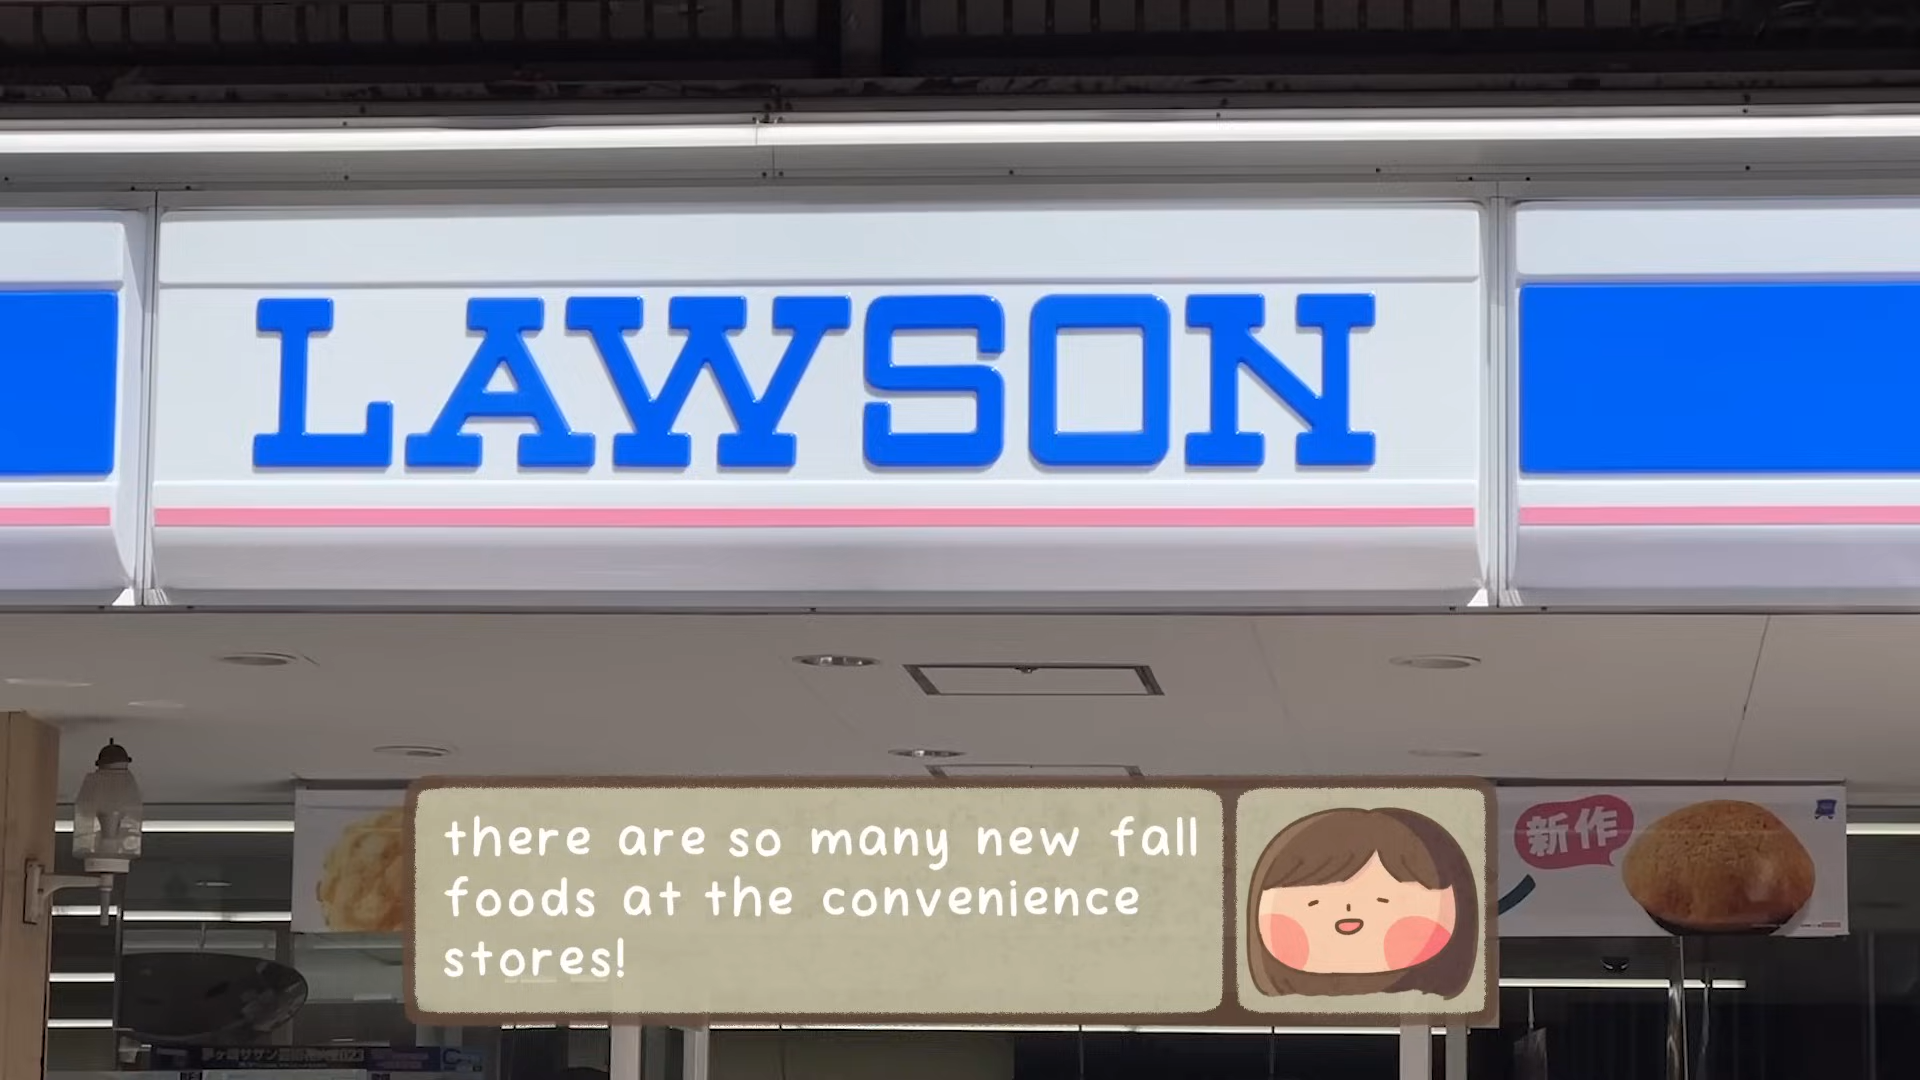 LAWSON
there are so many new fall
foods at the convenience
stores!
新作